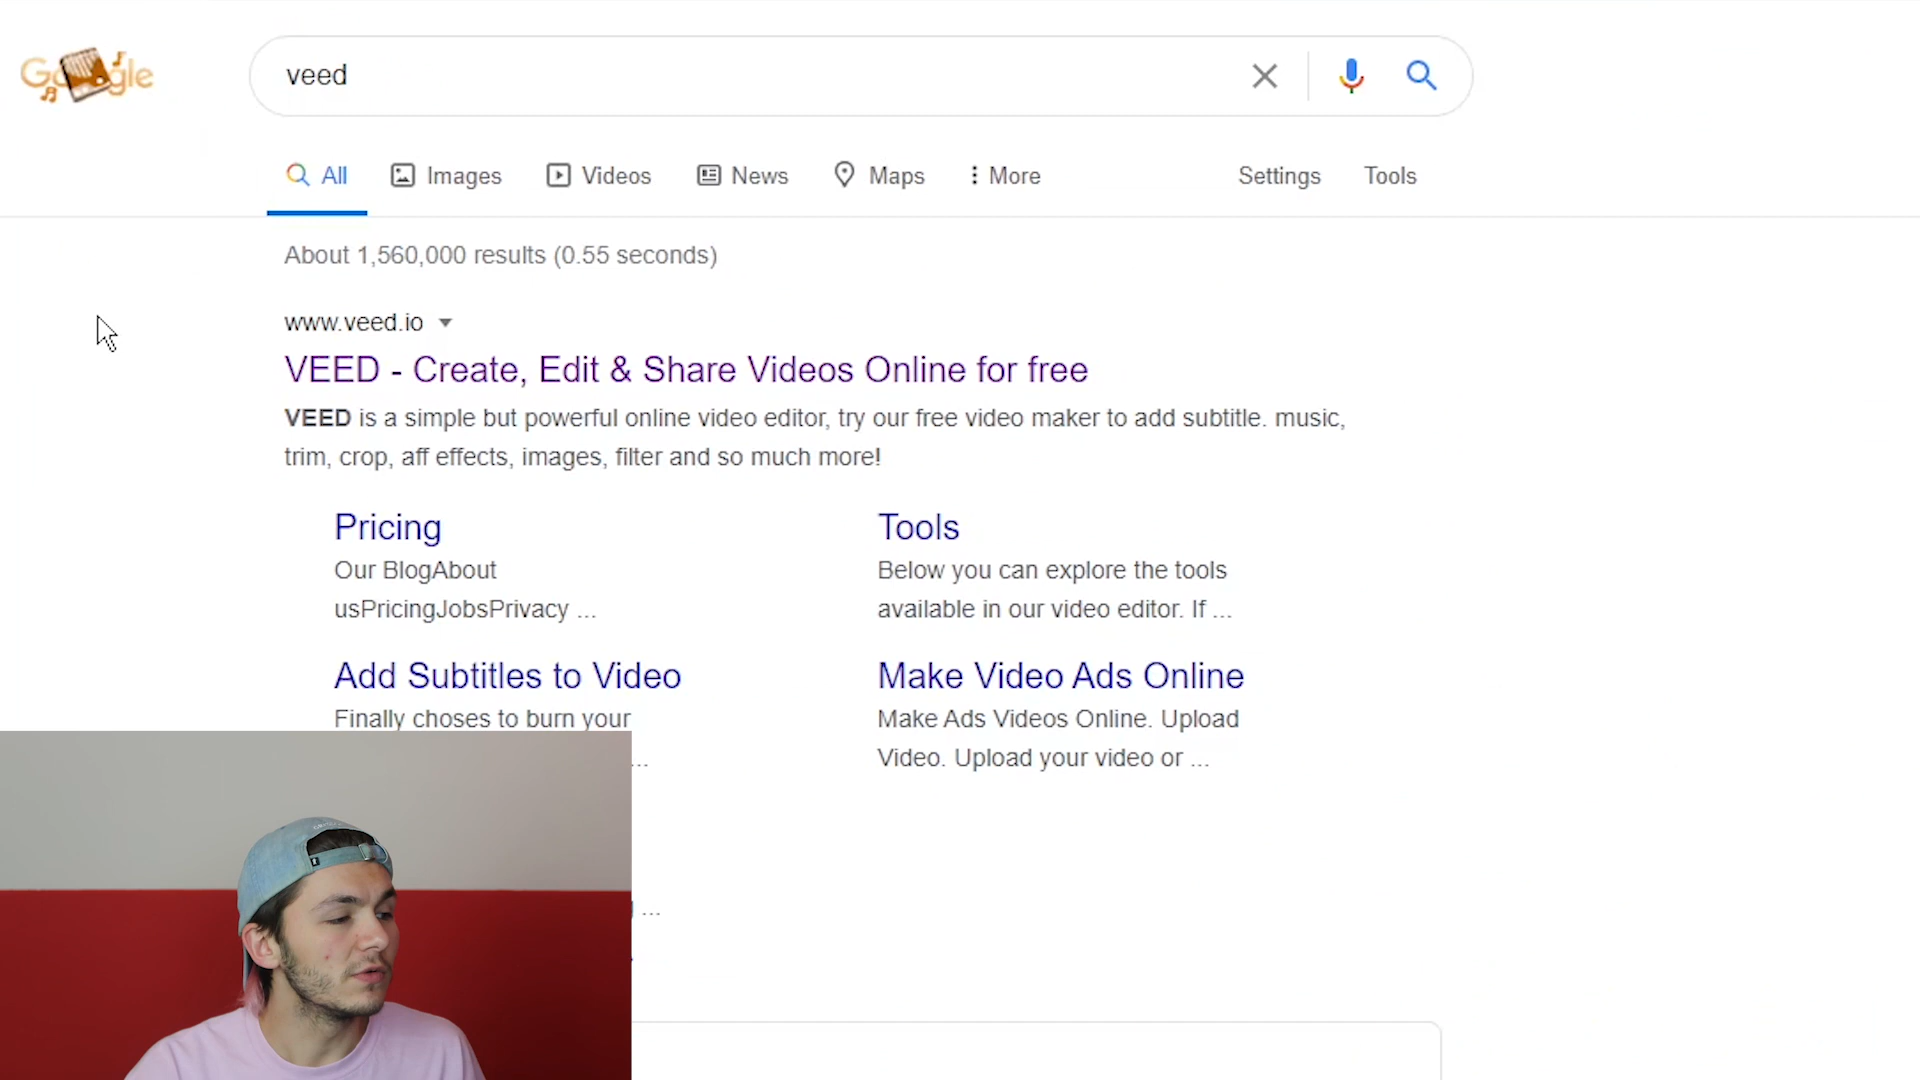 Google
veed
All Images Videos News Maps More Settings Tools
About 1,560,000 results (0.55 seconds)
www.veed.io
VEED - Create, Edit & Share Videos Online for free
VEED is a simple but powerful online video editor, try our free video maker to add subtitle. music,
trim, crop, aff effects, images, filter and so much more!
Pricing
Our BlogAbout
usPricingJobsPrivacy ...
Tools
Below you can explore the tools
available in our video editor. If ...
Add Subtitles to Video
Finally choses to burn your
...
Make Video Ads Online
Make Ads Videos Online. Upload
Video. Upload your video or ...
...